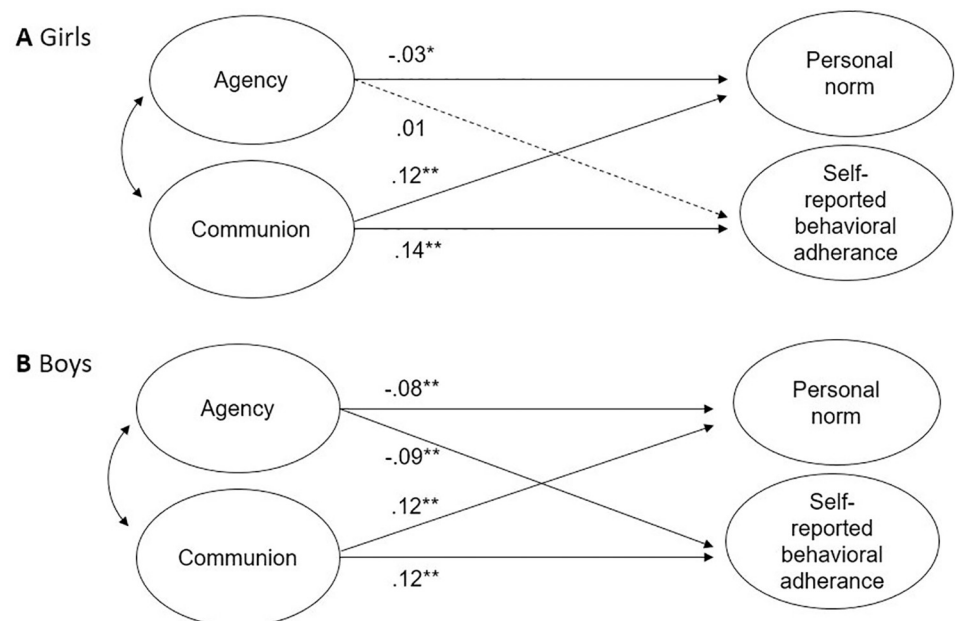 A Girls
Agency
-.03*
Personal
norm
.01
.12**
Communion
.14**
Self-
reported
behavioral
adherance
B Boys
Agency
-.08**
Personal
norm
-.09**
.12**
Communion
.12**
Self-
reported
behavioral
adherance